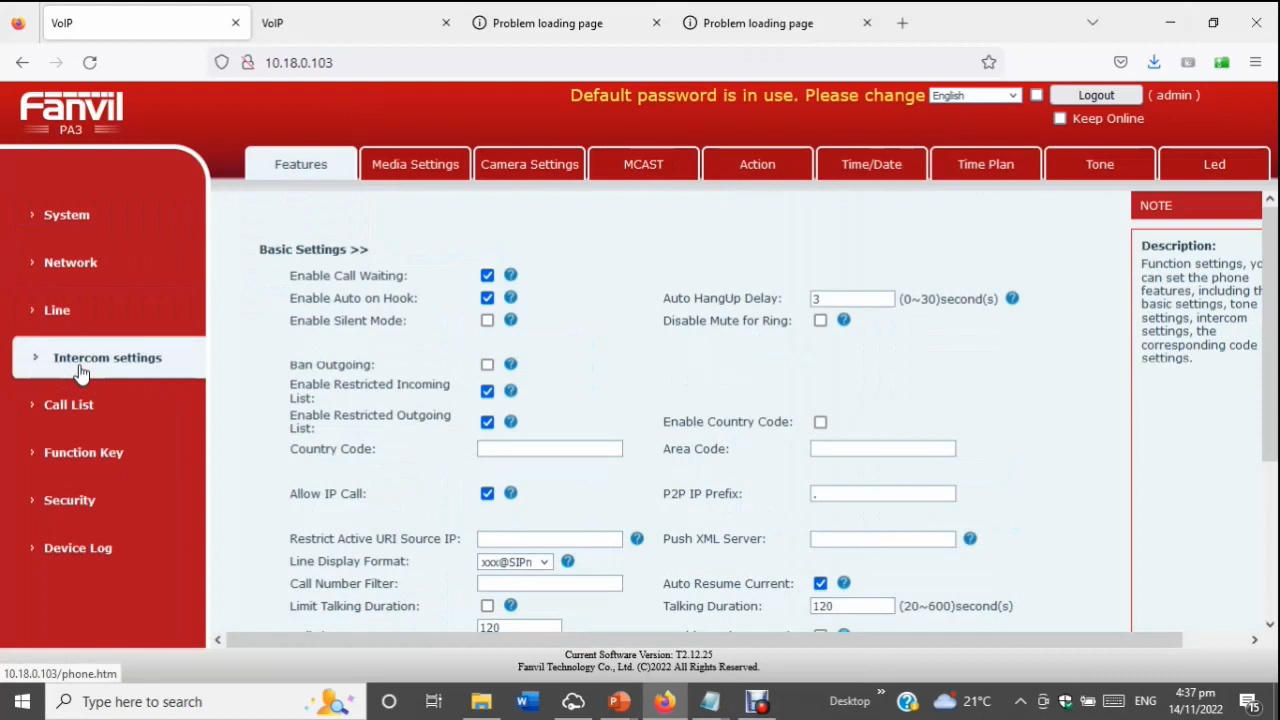 VoIP
VoIP
Problem loading page
Problem loading page
10.18.0.103
Fanvil
PA3
Default password is in use. Please change
English
Logout
( admin )
Keep Online
Features
Media Settings
Camera Settings
MCAST
Action
Time/Date
Time Plan
Tone
Led
System
Network
Line
Intercom settings
Call List
Function Key
Security
Device Log
Basic Settings >>
Enable Call Waiting:
Enable Auto on Hook:
Auto HangUp Delay:
3
(0~30)second(s)
Enable Silent Mode:
Disable Mute for Ring:
Ban Outgoing:
Enable Restricted Incoming
List:
Enable Restricted Outgoing
List:
Enable Country Code:
Country Code:
Area Code:
Allow IP Call:
P2P IP Prefix:
.
Restrict Active URI Source IP:
Push XML Server:
Line Display Format:
xxx@SIPn
Call Number Filter:
Auto Resume Current:
Limit Talking Duration:
Talking Duration:
120
(20~600)second(s)
120
NOTE
Description:
Function settings, yo
can set the phone
features, including th
basic settings, tone
settings, intercom
settings, the
corresponding code
settings.
10.18.0.103/phone.htm
Current Software Version: T2.12.25
Fanvil Technology Co., Ltd. (C)2022 All Rights Reserved.
Type here to search
Desktop
21°C
ENG
4:37 pm
14/11/2022
15